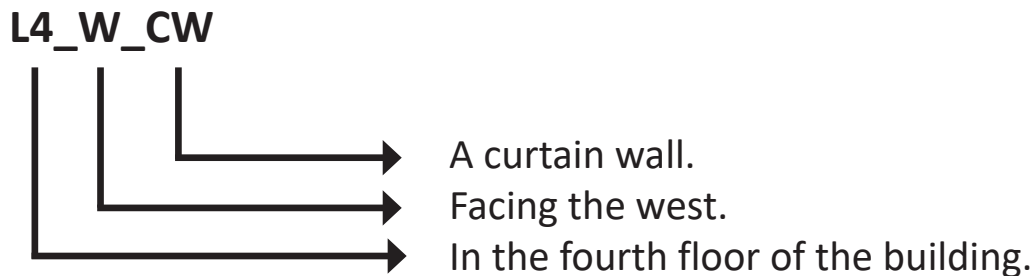 L4_W_CW
A curtain wall.
Facing the west.
In the fourth floor of the building.